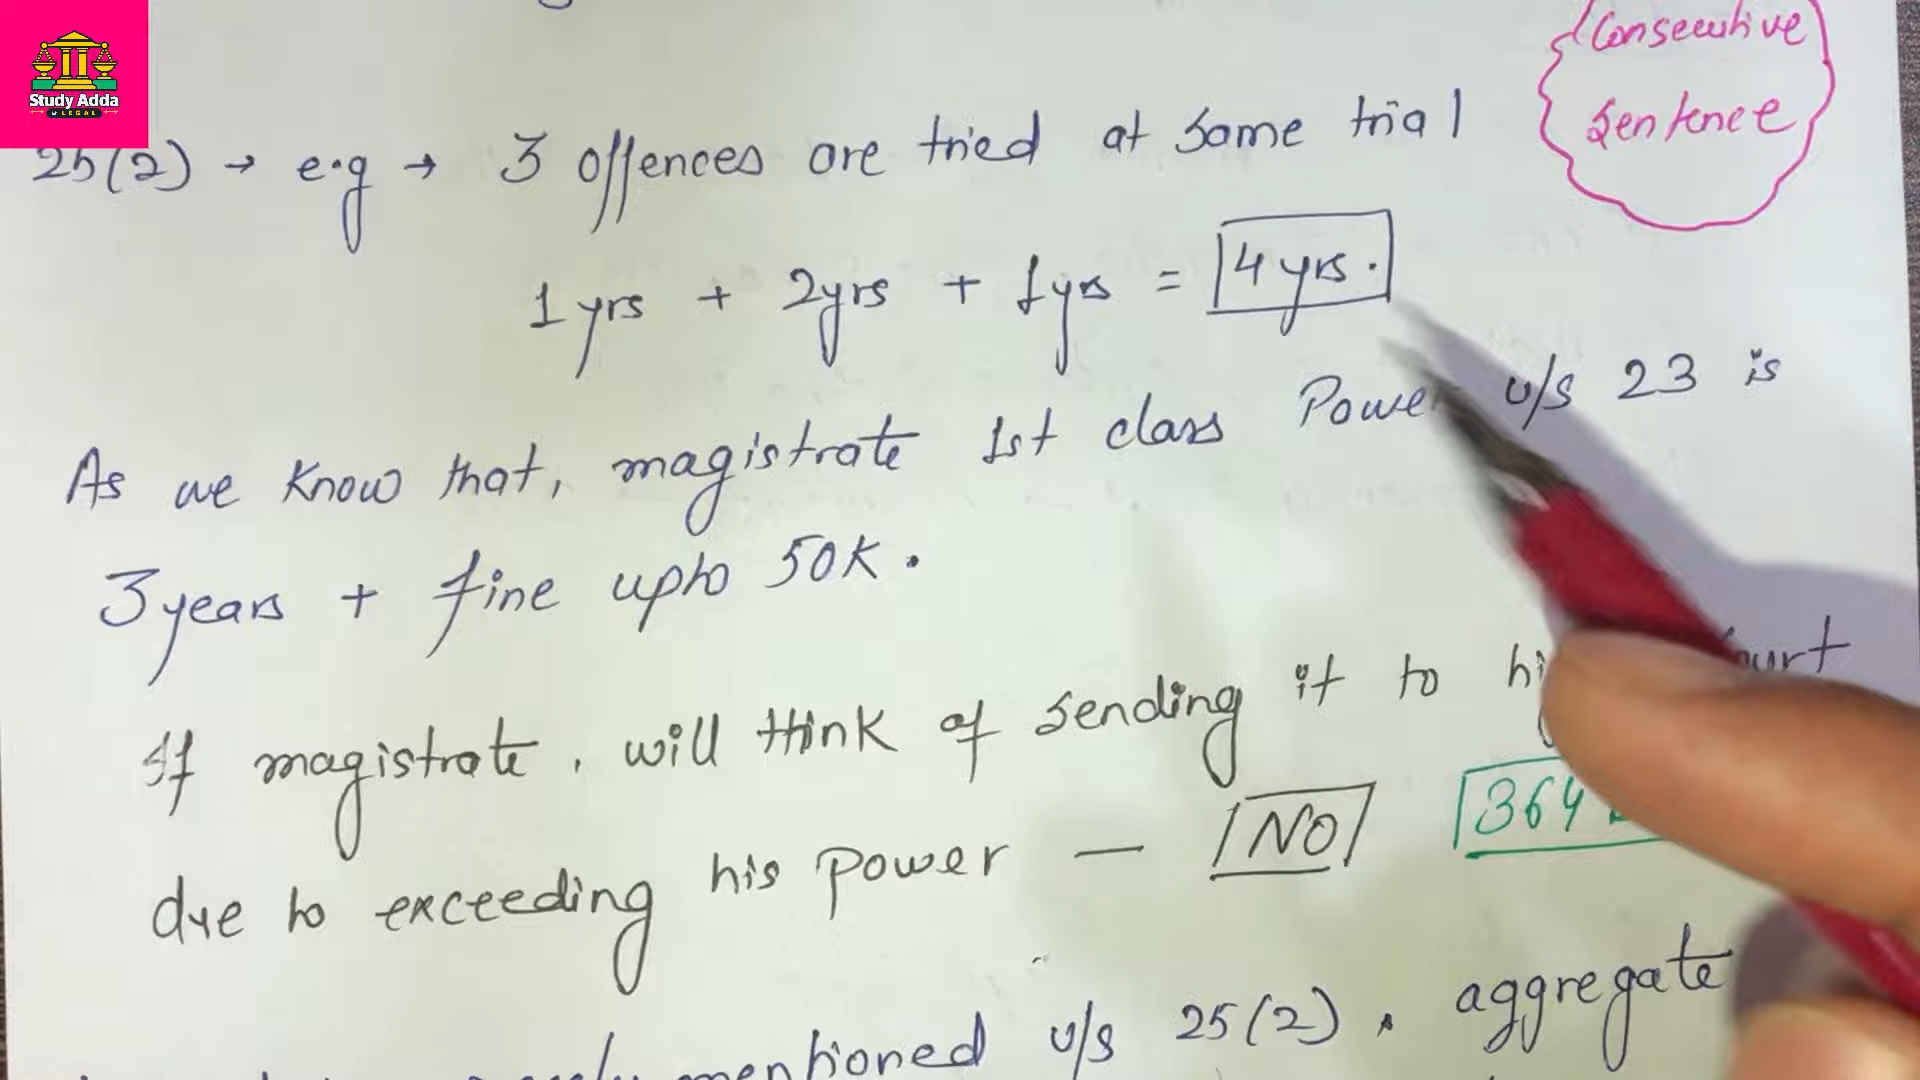 Study Adda
LEGAL
Consecutive
Sentence
25(2) → e.g → 3 offences are tried at same trial
1 yrs + 2yrs + 1yrs = 4 yrs.
As we know that, magistrate 1st class Power u/s 23 is
3 years + fine upto 50K.
If magistrate, will think of sending it to
due to exceeding his power — NO
364
mentioned u/s 25(2), aggregate